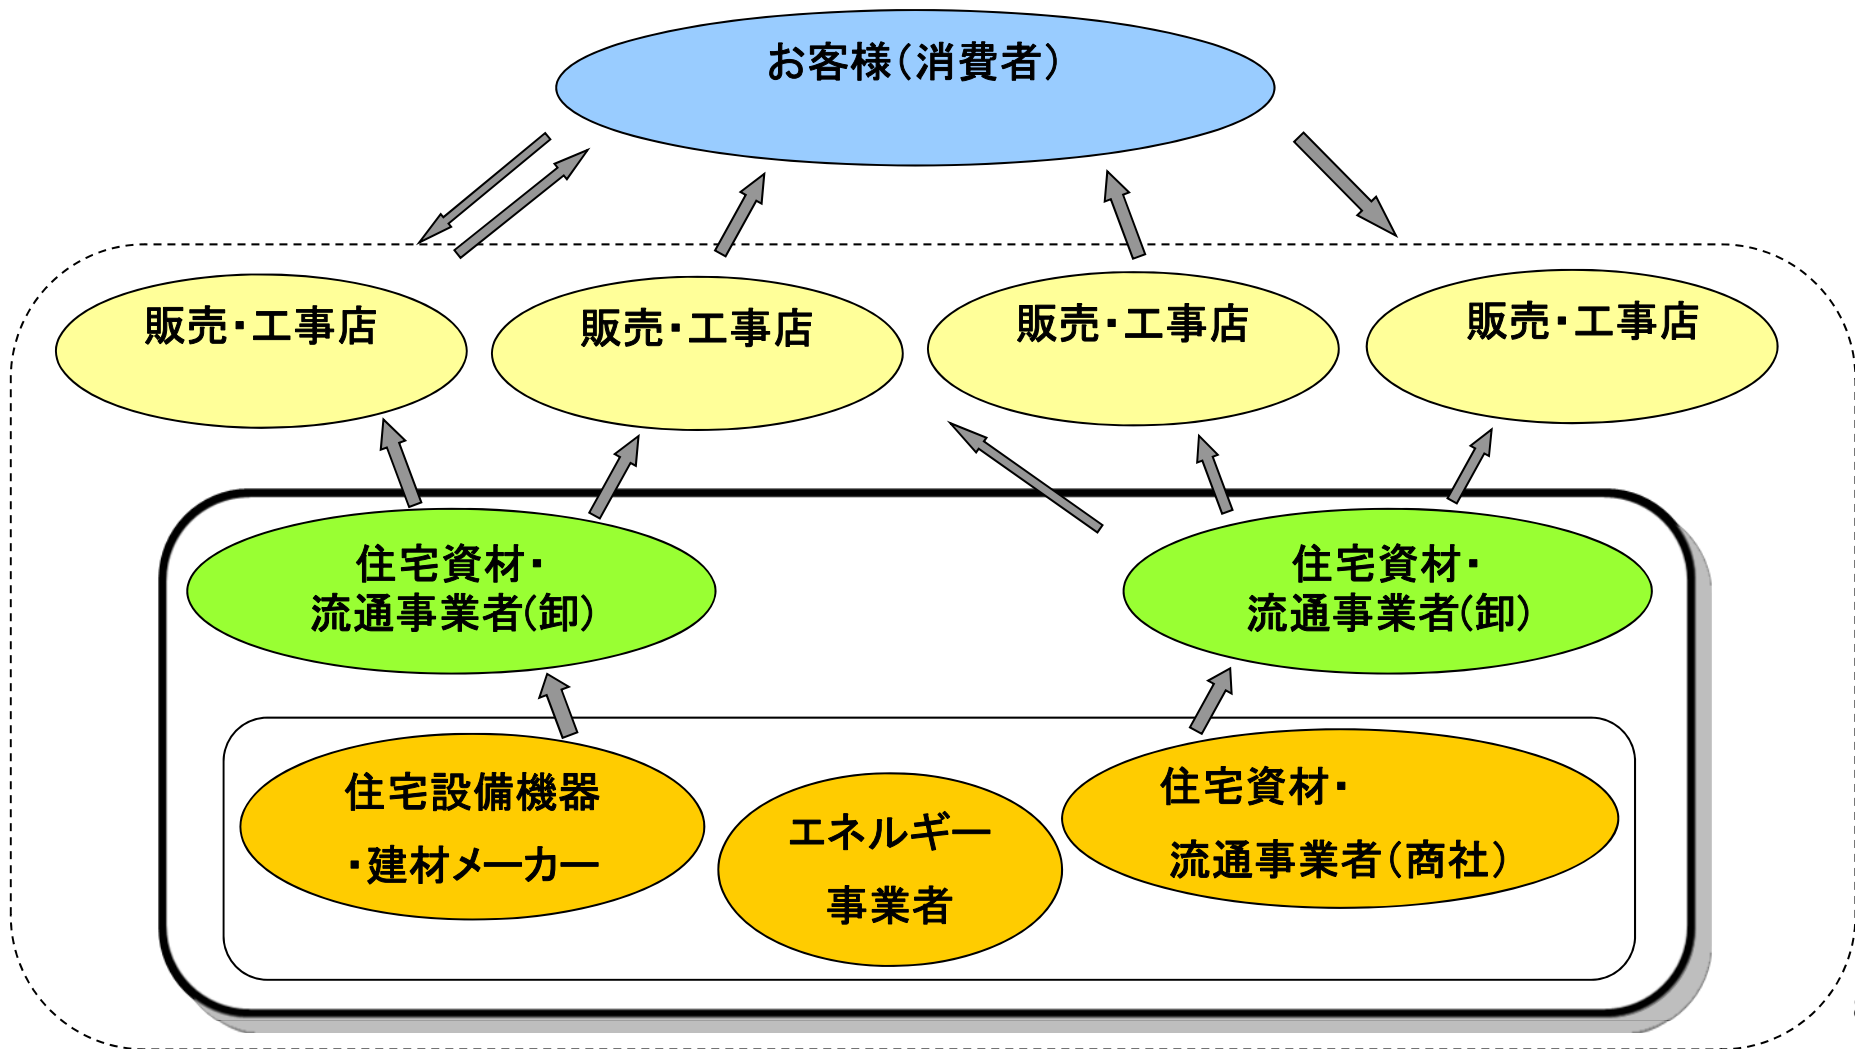 お客様（消費者）
販売・工事店
販売・工事店
販売・工事店
販売・工事店
住宅資材・
流通事業者(卸)
住宅資材・
流通事業者(卸)
住宅設備機器
・建材メーカー
エネルギー
事業者
住宅資材・
流通事業者（商社）